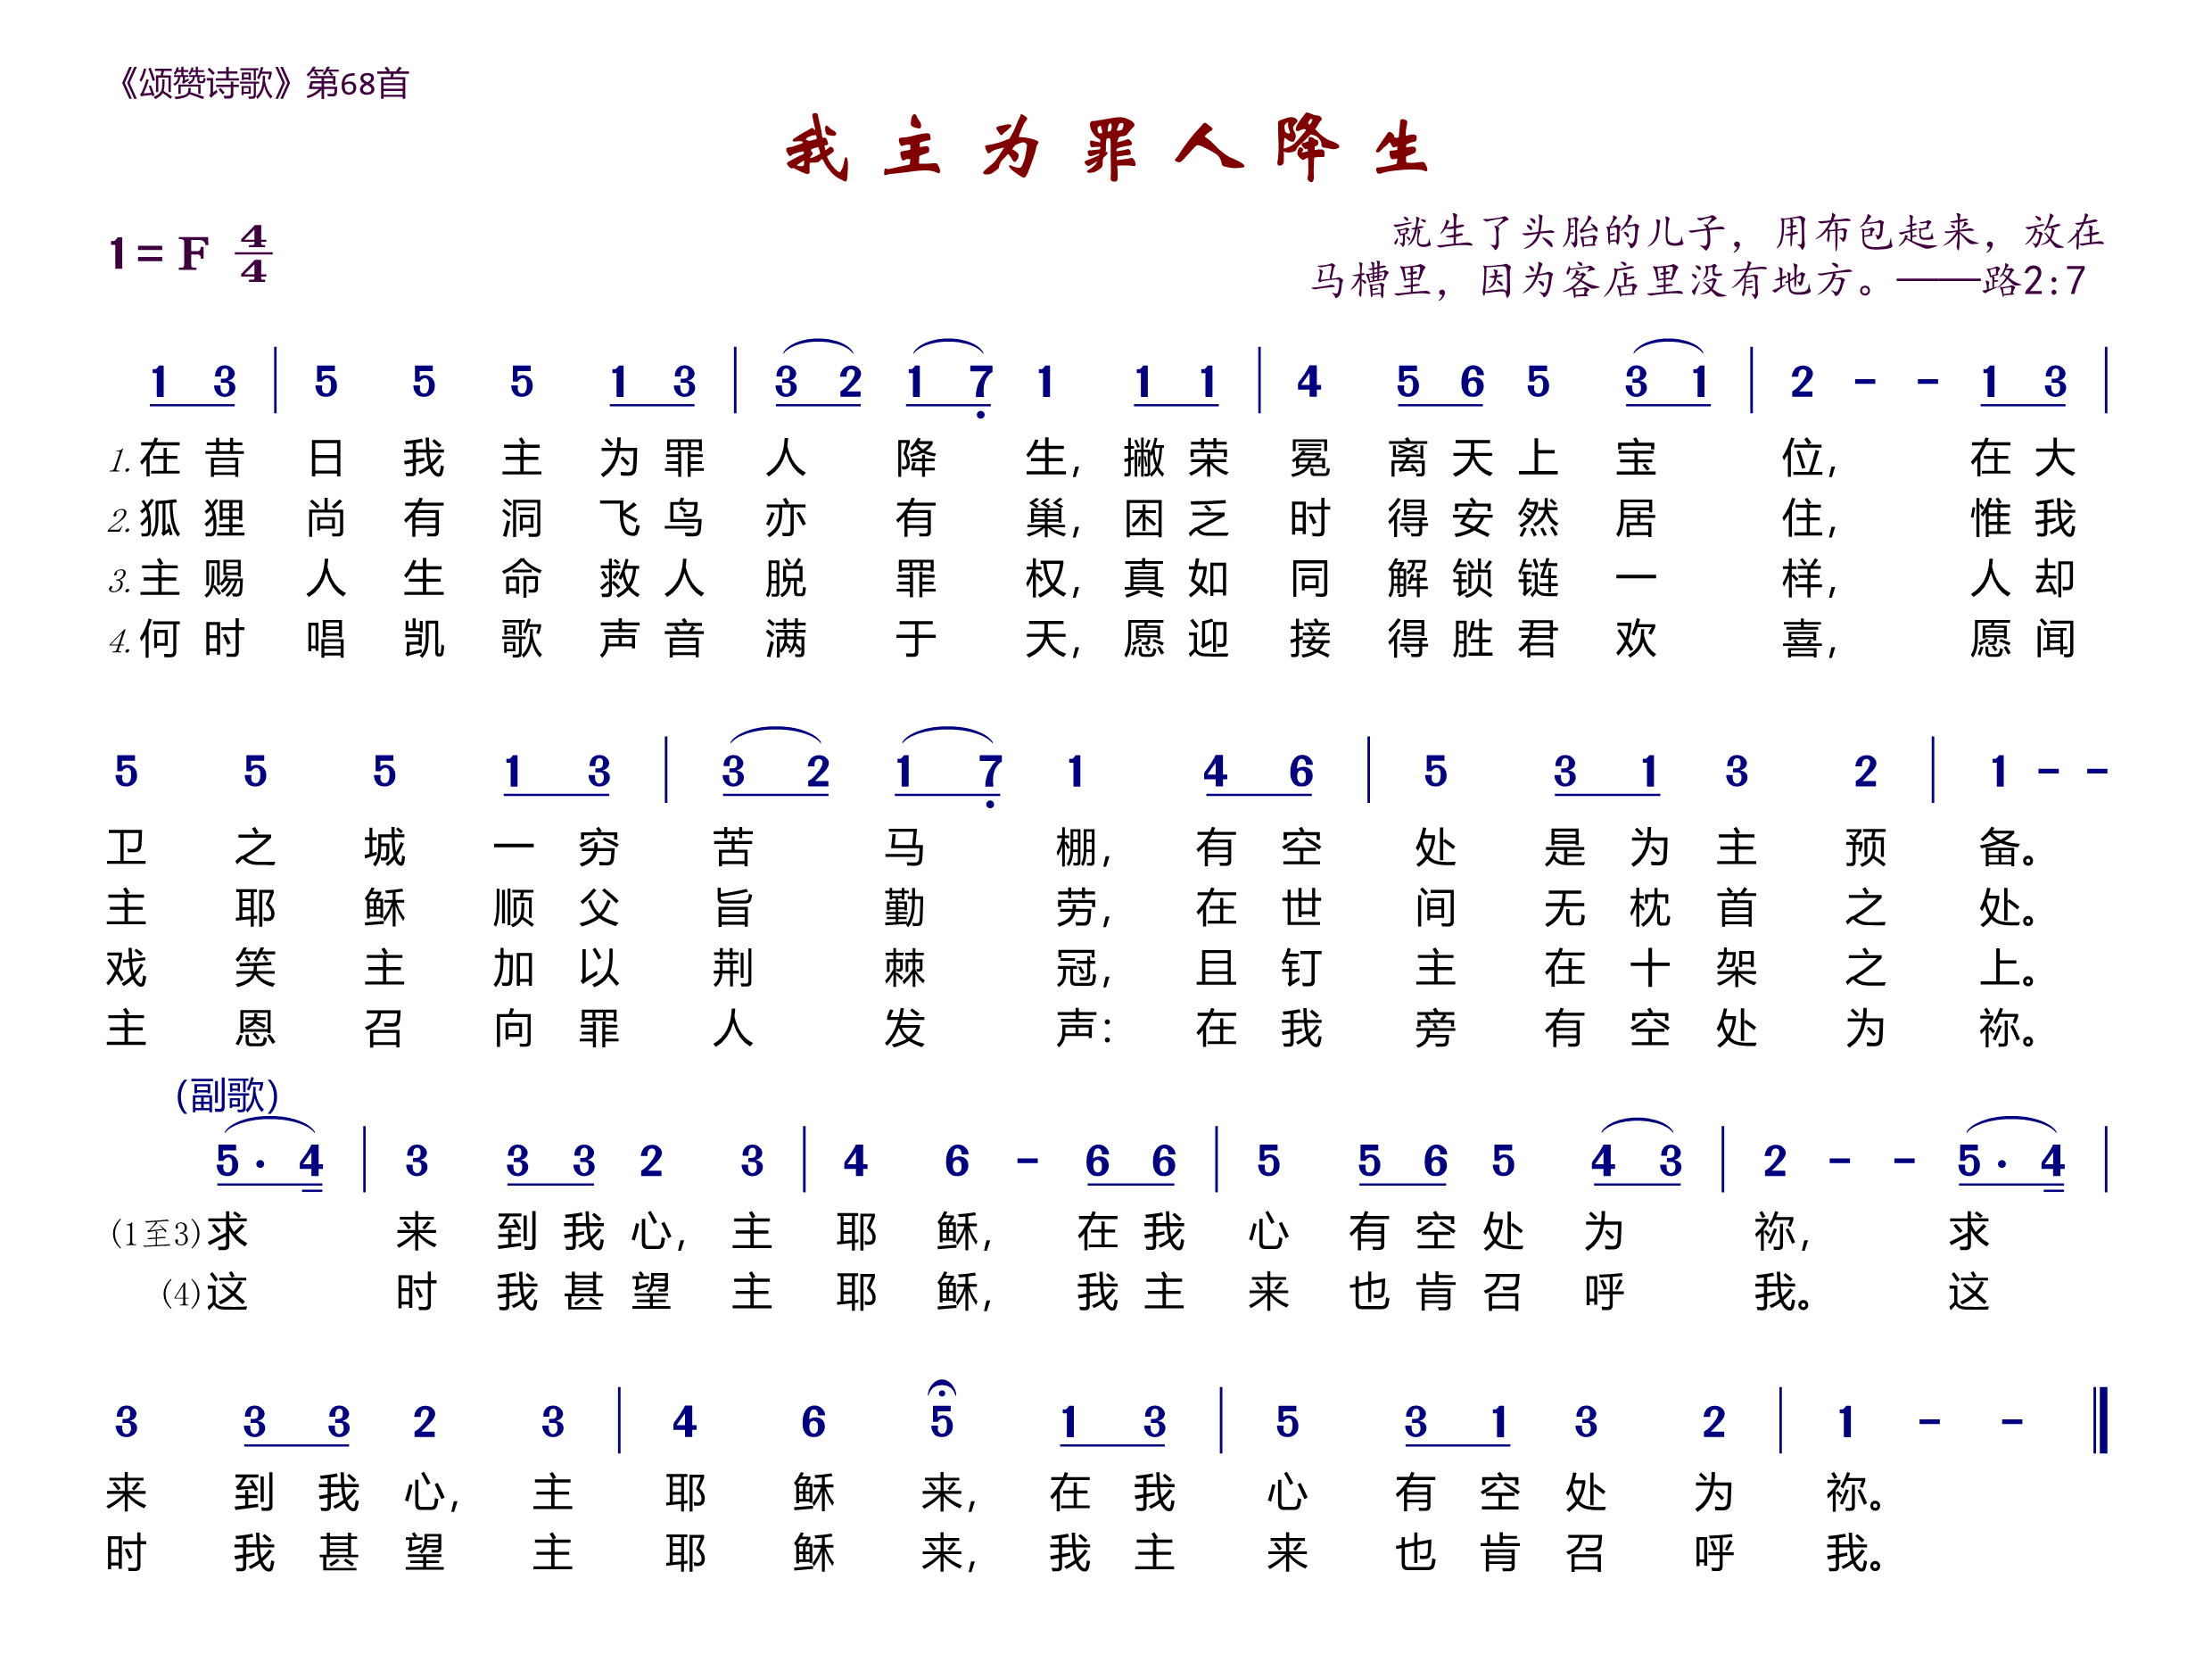 《颂赞诗歌》第68首
我主为罪人降生
1=F 4/4
就生了头胎的儿子，用布包起来，放在
马槽里，因为客店里没有地方。——路2:7
1 3 | 5 5 5 1 3 | 3 2 1 7 1 1 1 | 4 5 6 5 3 1 | 2 - - 1 3 |
1.在昔日我主为罪人降生，撇荣冕离天上宝位，在大
2.狐狸尚有洞飞鸟亦有巢，困乏时得安然居住，惟我
3.主赐人生命救人脱罪权，真如同解锁链一样，人却
4.何时唱凯歌声音满于天，愿迎接得胜君欢喜，愿闻
5 5 5 1 3 | 3 2 1 7 1 4 6 | 5 3 1 3 2 | 1 - -
卫之城一穷苦马棚，有空处是为主预备。
主耶稣顺父旨勤劳，在世间无枕首之处。
戏笑主加以荆棘冠，且钉主在十架之上。
主恩召向罪人发声：在我旁有空处为祢。
(副歌)
5· 4 | 3 3 3 2 3 | 4 6 - 6 6 | 5 5 6 5 4 3 | 2 - - 5· 4 |
(1至3)求来到我心，主耶稣，在我心有空处为祢，求
(4)这时我甚望主耶稣，我主来也肯召呼我。这
3 3 3 2 3 | 4 6 5 1 3 | 5 3 1 3 2 | 1 - -
来到我心，主耶稣来，在我心有空处为祢。
时我甚望主耶稣来，我主来也肯召呼我。